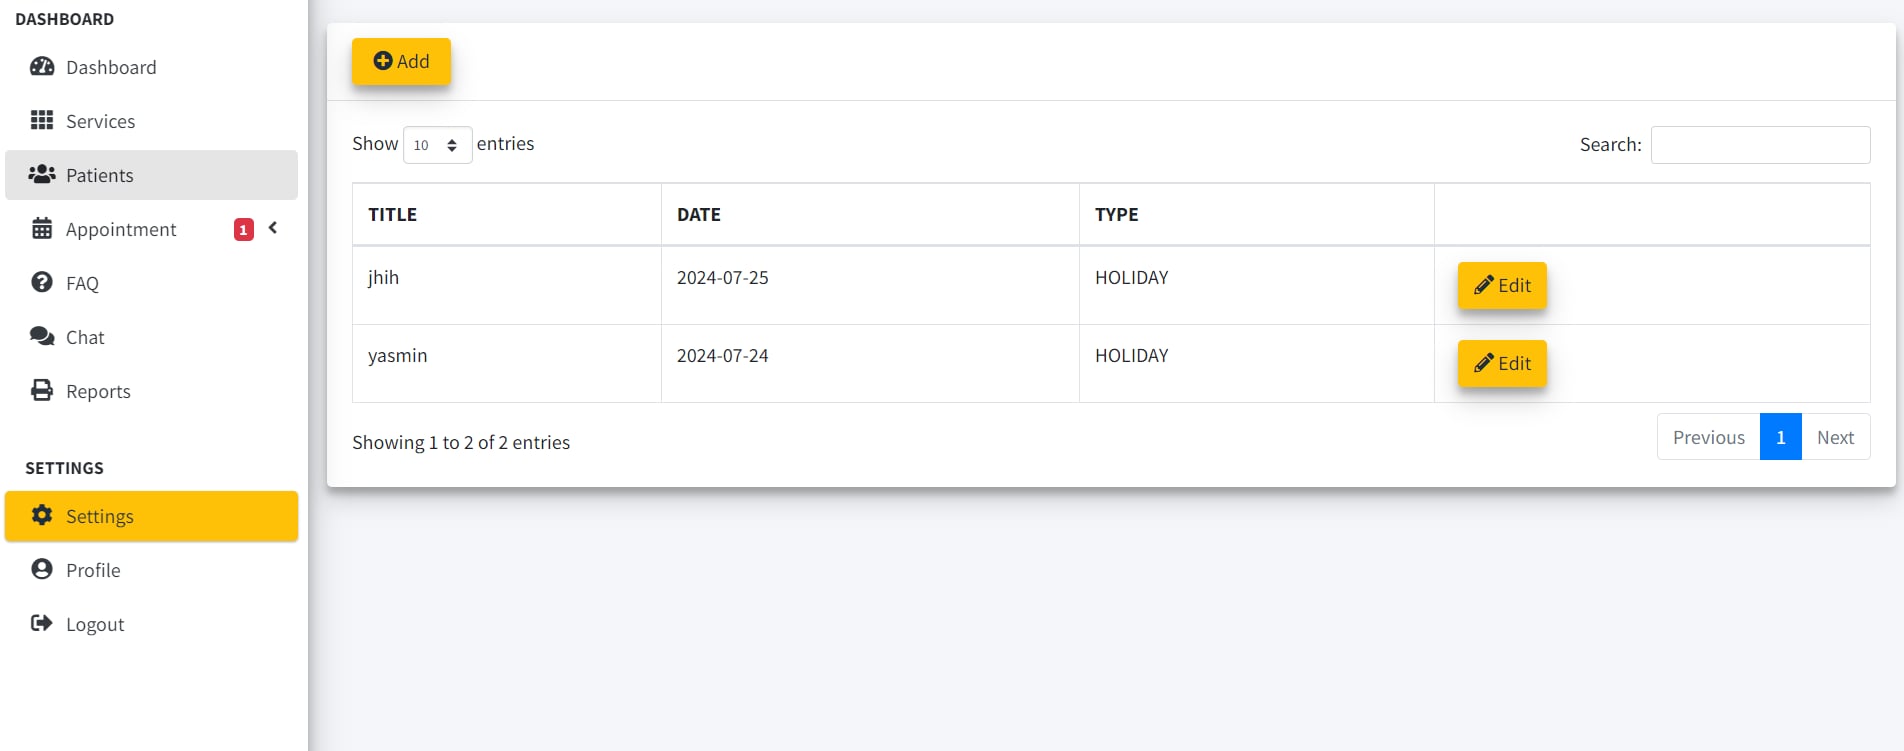 DASHBOARD
Dashboard
Services
Patients
Appointment 1
FAQ
Chat
Reports
SETTINGS
Settings
Profile
Logout
Add
Show 10 entries
Search:
TITLE DATE TYPE
jhih 2024-07-25 HOLIDAY Edit
yasmin 2024-07-24 HOLIDAY Edit
Showing 1 to 2 of 2 entries
Previous 1 Next